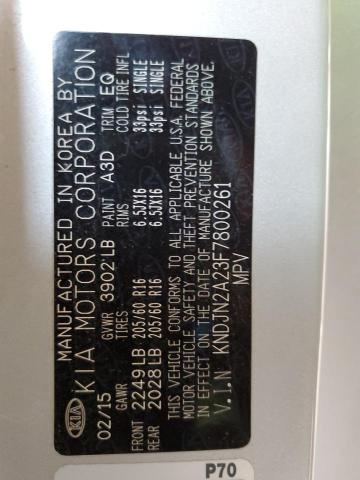 MANUFACTURED IN KOREA BY
KIA KIA MOTORS CORPORATION
02/15 GVWR 3902 LB PAINT A3D TRIM EQ
GAWR TIRES RIMS COLD TIRE INFL
FRONT 2249LB 205/60 R16 6.5JX16 33psi SINGLE
REAR 2028LB 205/60 R16 6.5JX16 33psi SINGLE
THIS VEHICLE CONFORMS TO ALL APPLICABLE U.S.A. FEDERAL
MOTOR VEHICLE SAFETY AND THEFT PREVENTION STANDARDS
IN EFFECT ON THE DATE OF MANUFACTURE SHOWN ABOVE.
V.I.N KNDJN2A23F7800261
MPV
P70